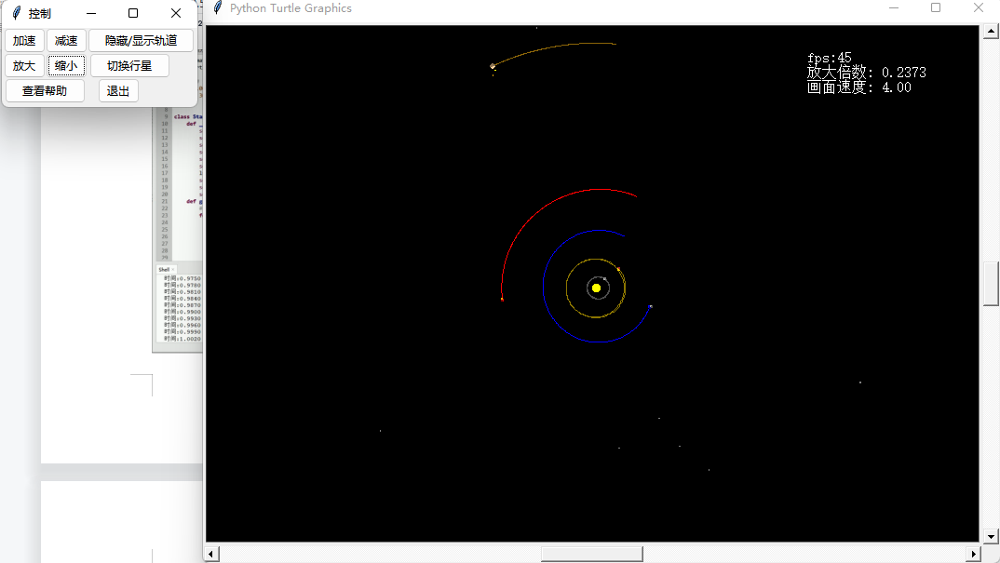 控制
加速 减速 隐藏/显示轨道
放大 缩小 切换行星
查看帮助 退出
Python Turtle Graphics
fps:45
放大倍数: 0.2373
画面速度: 4.00
class Sta
def
def
Shell
时间:0.9750
时间:0.9780
时间:0.9810
时间:0.9840
时间:0.9870
时间:0.9900
时间:0.9930
时间:0.9960
时间:0.9990
时间:1.0020